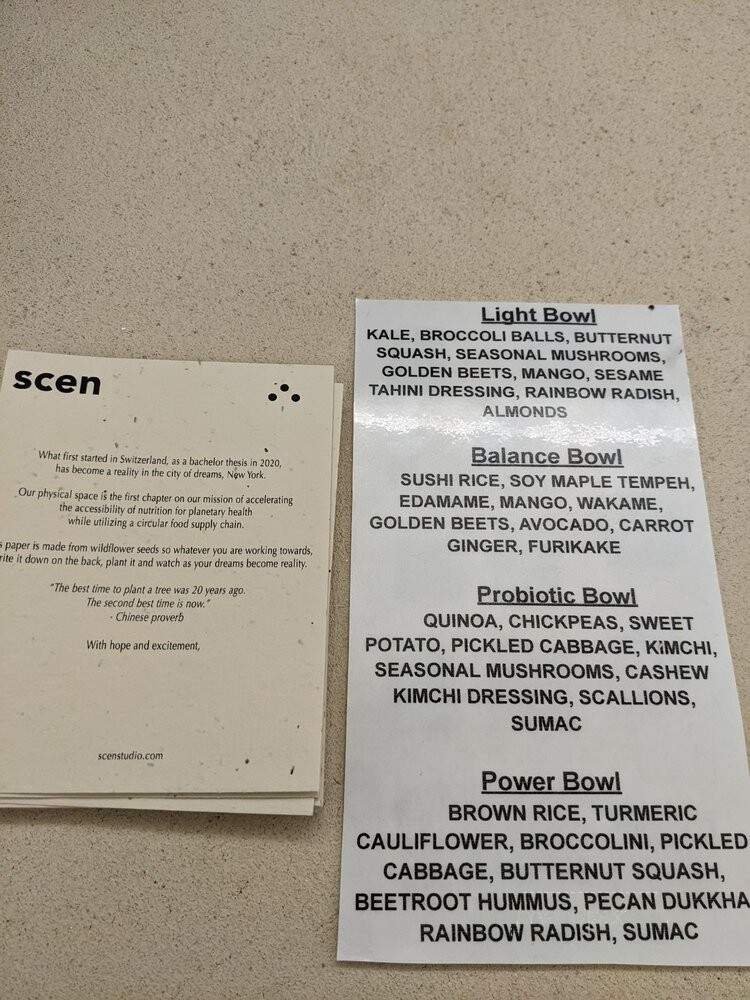 scen
What first started in Switzerland, as a bachelor thesis in 2020,
has become a reality in the city of dreams, New York.
Our physical space is the first chapter on our mission of accelerating
the accessibility of nutrition for planetary health
while utilizing a circular food supply chain.
paper is made from wildflower seeds so whatever you are working towards,
it down on the back, plant it and watch as your dreams become reality.
"The best time to plant a tree was 20 years ago.
The second best time is now."
- Chinese proverb
With hope and excitement,
scenstudio.com
Light Bowl
KALE, BROCCOLI BALLS, BUTTERNUT
SQUASH, SEASONAL MUSHROOMS,
GOLDEN BEETS, MANGO, SESAME
TAHINI DRESSING, RAINBOW RADISH,
ALMONDS
Balance Bowl
SUSHI RICE, SOY MAPLE TEMPEH,
EDAMAME, MANGO, WAKAME,
GOLDEN BEETS, AVOCADO, CARROT
GINGER, FURIKAKE
Probiotic Bowl
QUINOA, CHICKPEAS, SWEET
POTATO, PICKLED CABBAGE, KIMCHI,
SEASONAL MUSHROOMS, CASHEW
KIMCHI DRESSING, SCALLIONS,
SUMAC
Power Bowl
BROWN RICE, TURMERIC
CAULIFLOWER, BROCCOLINI, PICKLED
CABBAGE, BUTTERNUT SQUASH,
BEETROOT HUMMUS, PECAN DUKKHA
RAINBOW RADISH, SUMAC